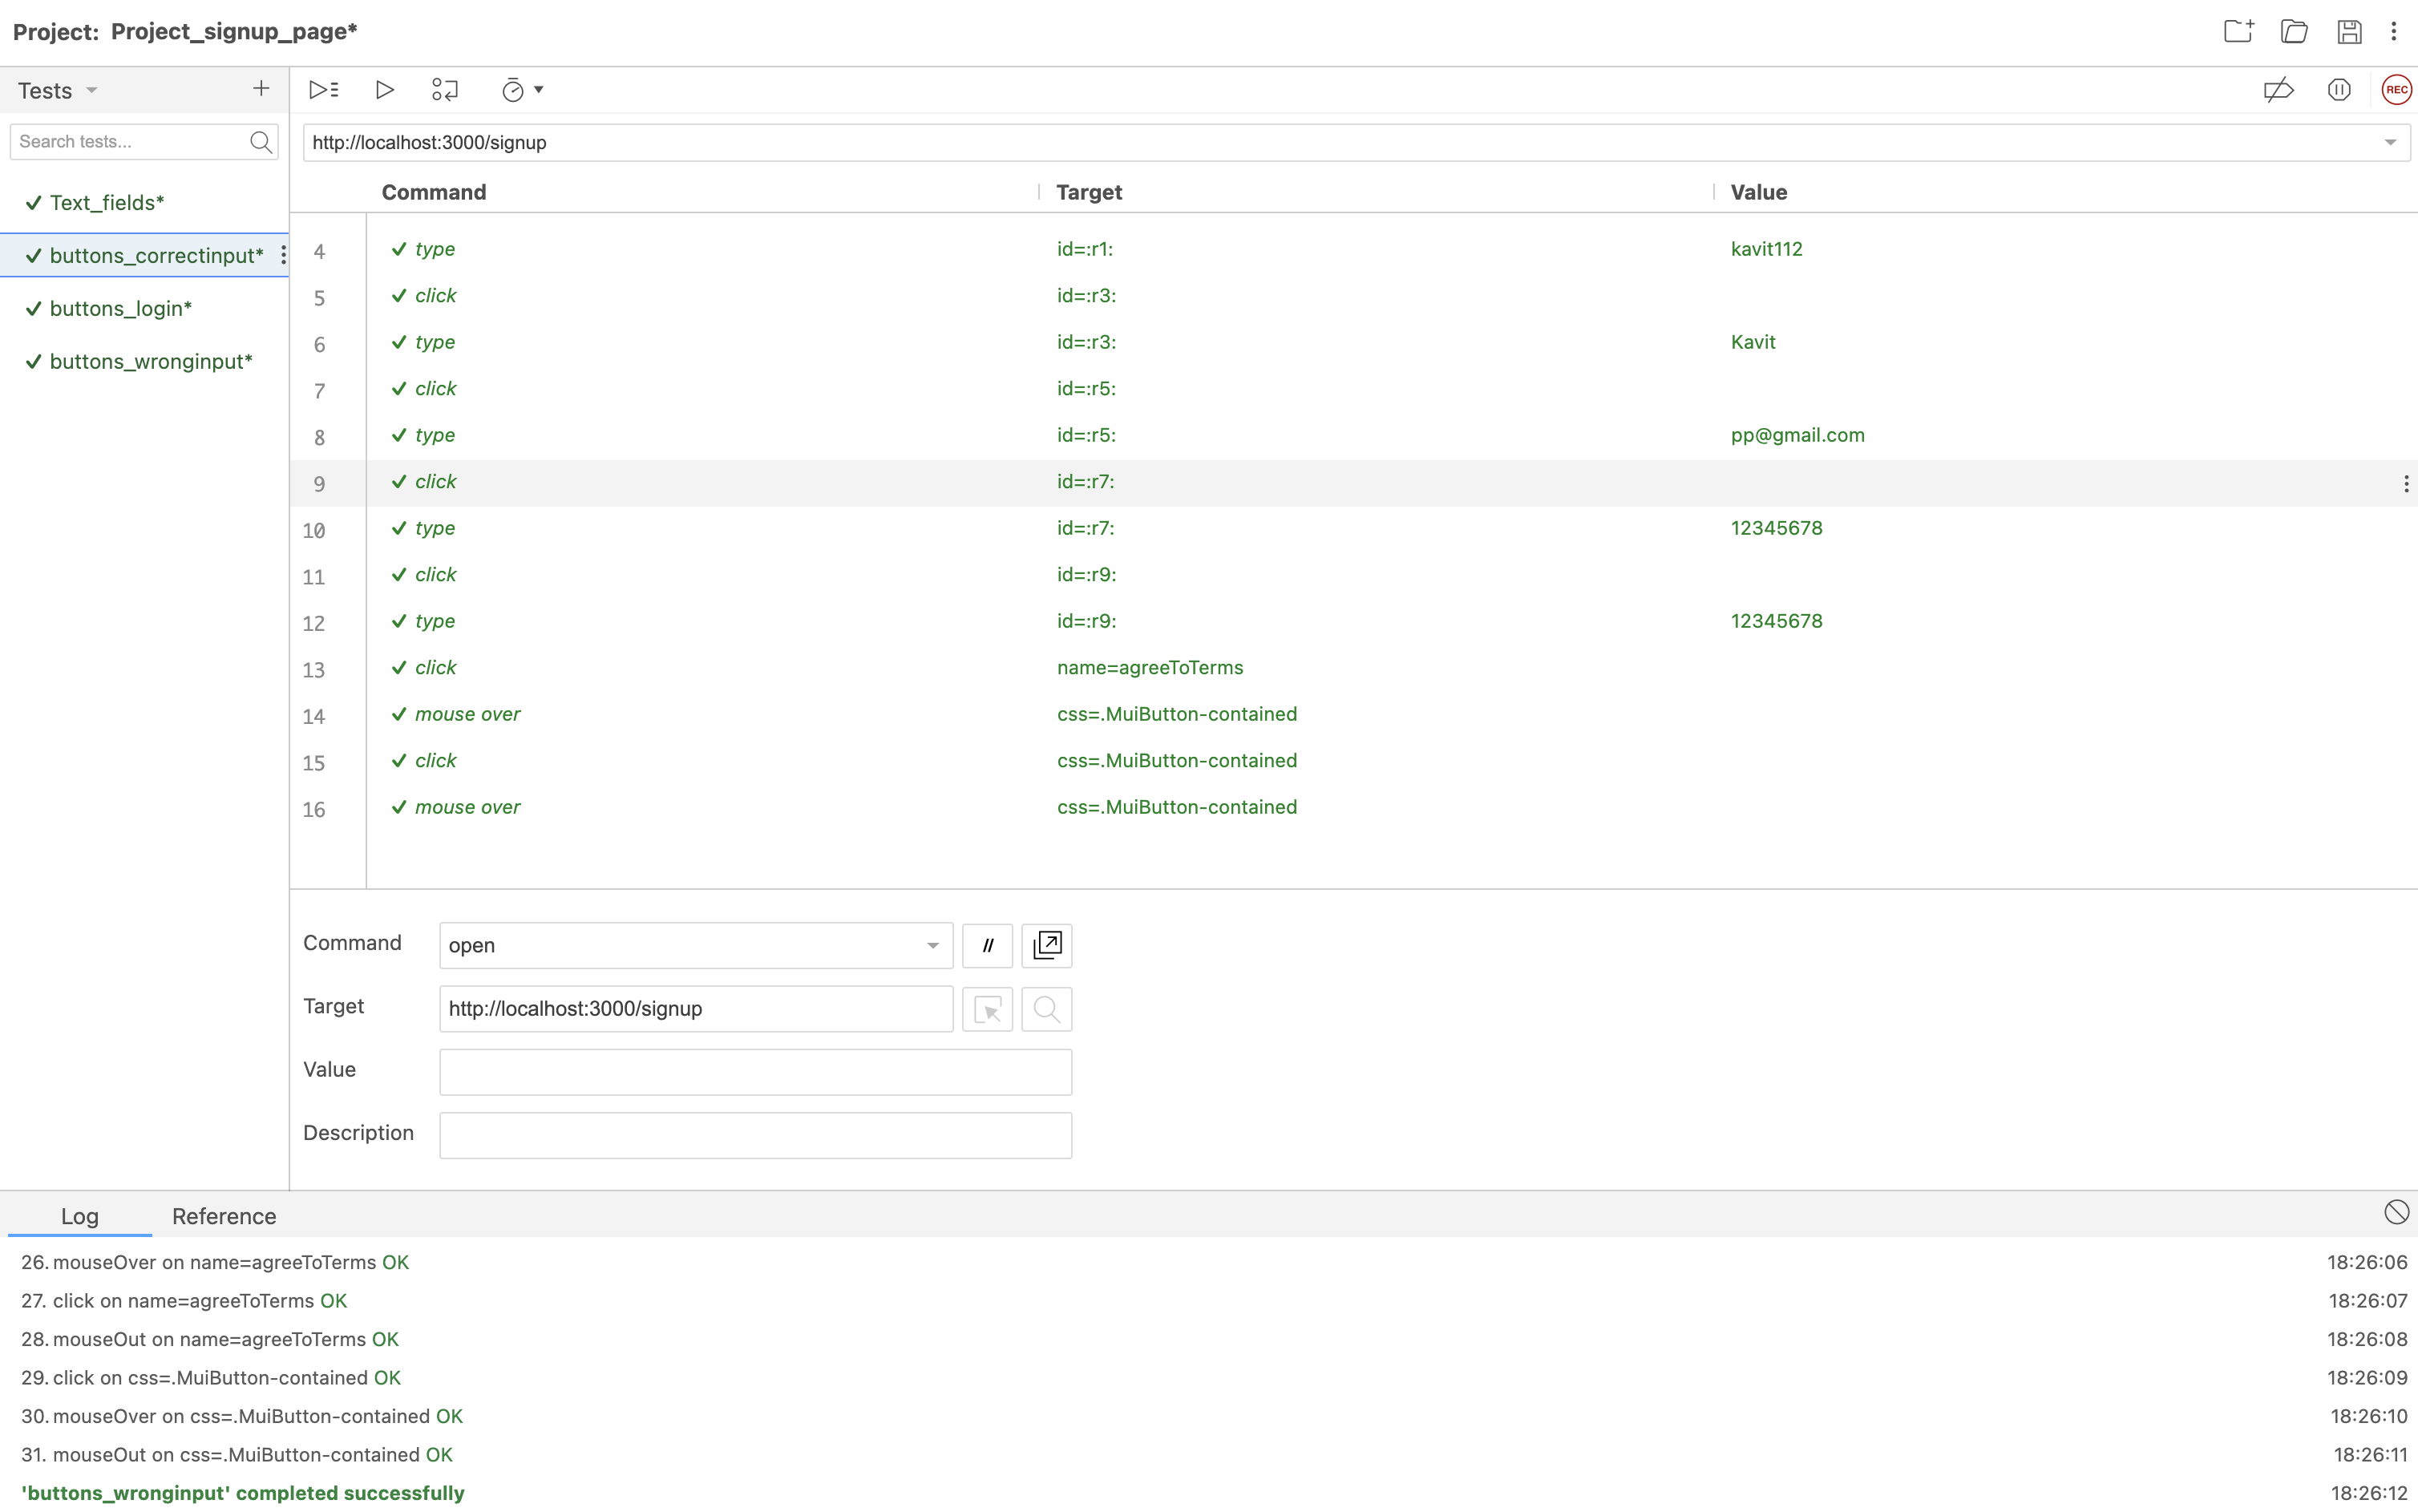 Project: Project_signup_page*
Tests
REC
Search tests...
http://localhost:3000/signup
Command Target Value
Text_fields*
buttons_correctinput*
buttons_login*
buttons_wronginput*
4 type id=:r1: kavit112
5 click id=:r3:
6 type id=:r3: Kavit
7 click id=:r5:
8 type id=:r5: pp@gmail.com
9 click id=:r7:
10 type id=:r7: 12345678
11 click id=:r9:
12 type id=:r9: 12345678
13 click name=agreeToTerms
14 mouse over css=.MuiButton-contained
15 click css=.MuiButton-contained
16 mouse over css=.MuiButton-contained
Command open //
Target http://localhost:3000/signup
Value
Description
Log Reference
26. mouseOver on name=agreeToTerms OK 18:26:06
27. click on name=agreeToTerms OK 18:26:07
28. mouseOut on name=agreeToTerms OK 18:26:08
29. click on css=.MuiButton-contained OK 18:26:09
30. mouseOver on css=.MuiButton-contained OK 18:26:10
31. mouseOut on css=.MuiButton-contained OK 18:26:11
'buttons_wronginput' completed successfully 18:26:12